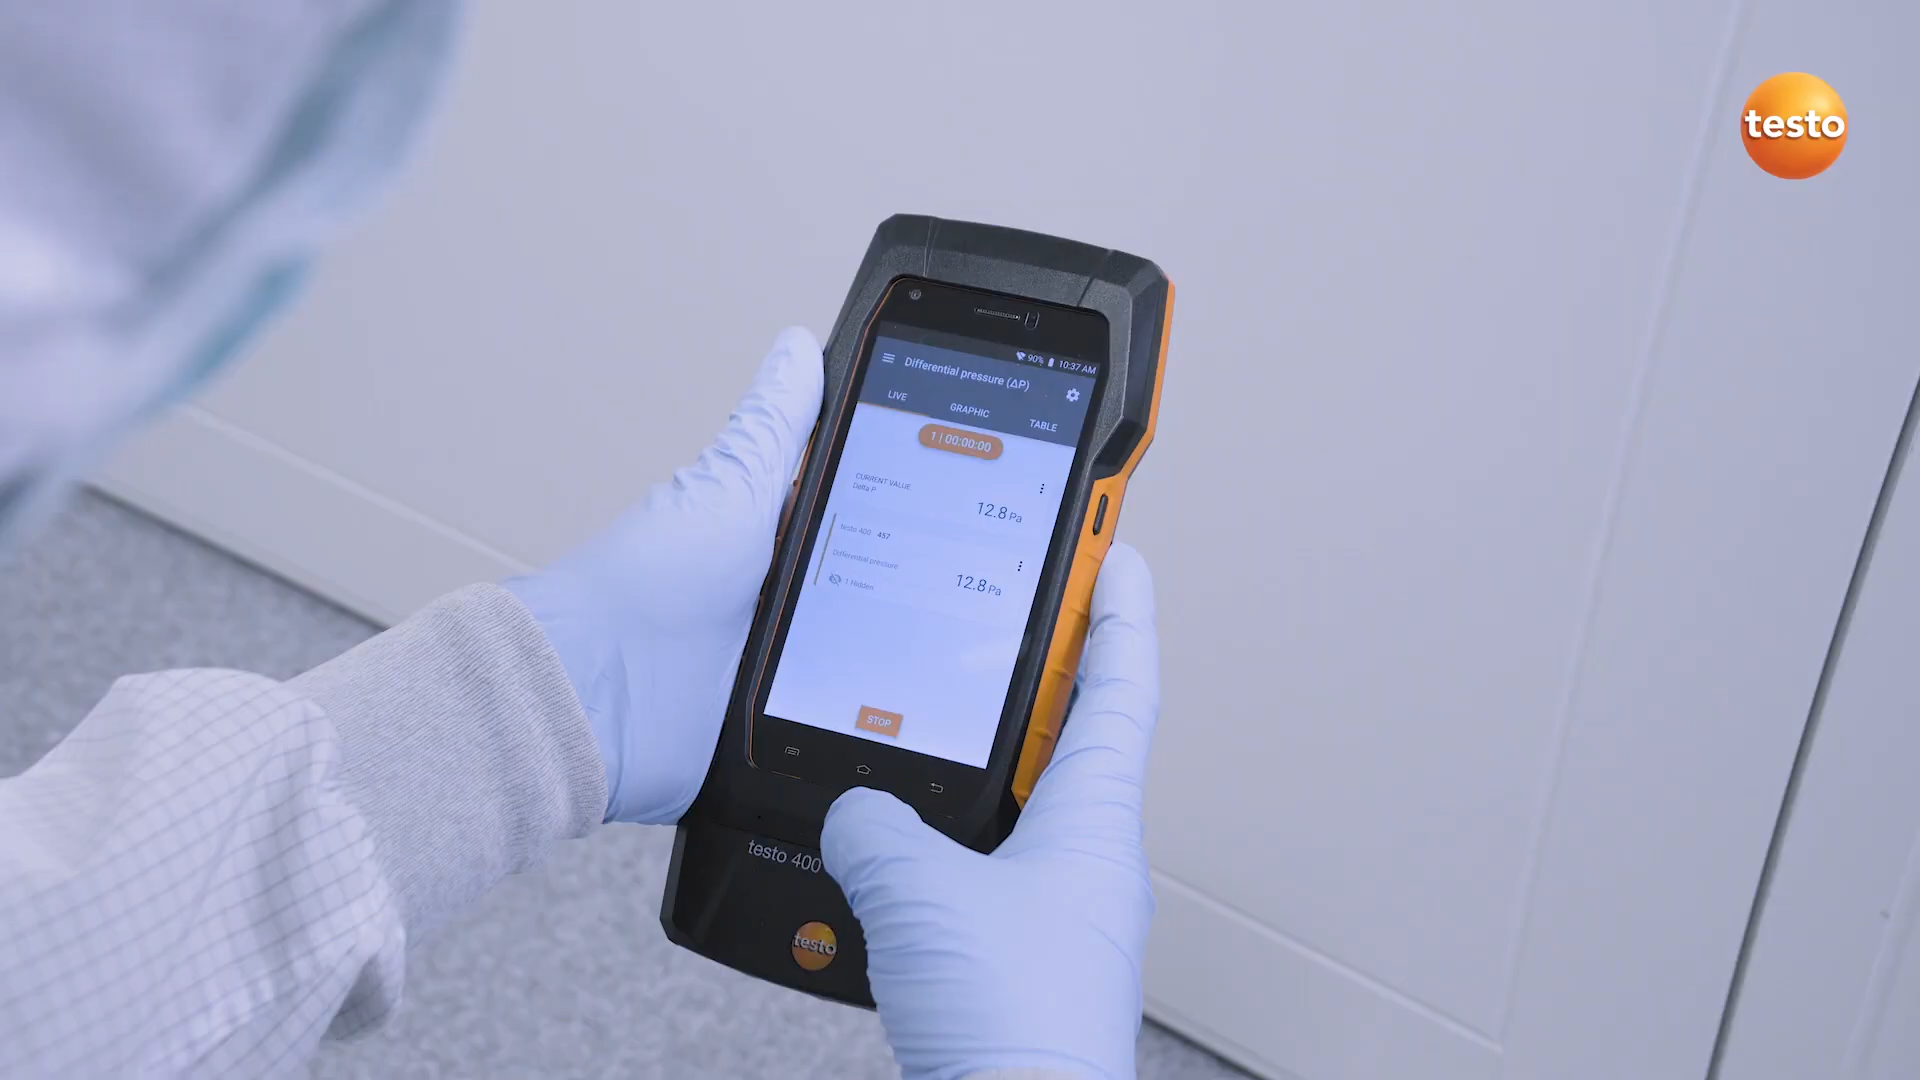 testo
90% 10:37 AM
Differential pressure (ΔP)
LIVE GRAPHIC TABLE
1 | 00:00:00
CURRENT VALUE
Delta P
12.8 Pa
testo 400 457
Differential pressure
12.8 Pa
1 Hidden
STOP
testo 400
testo